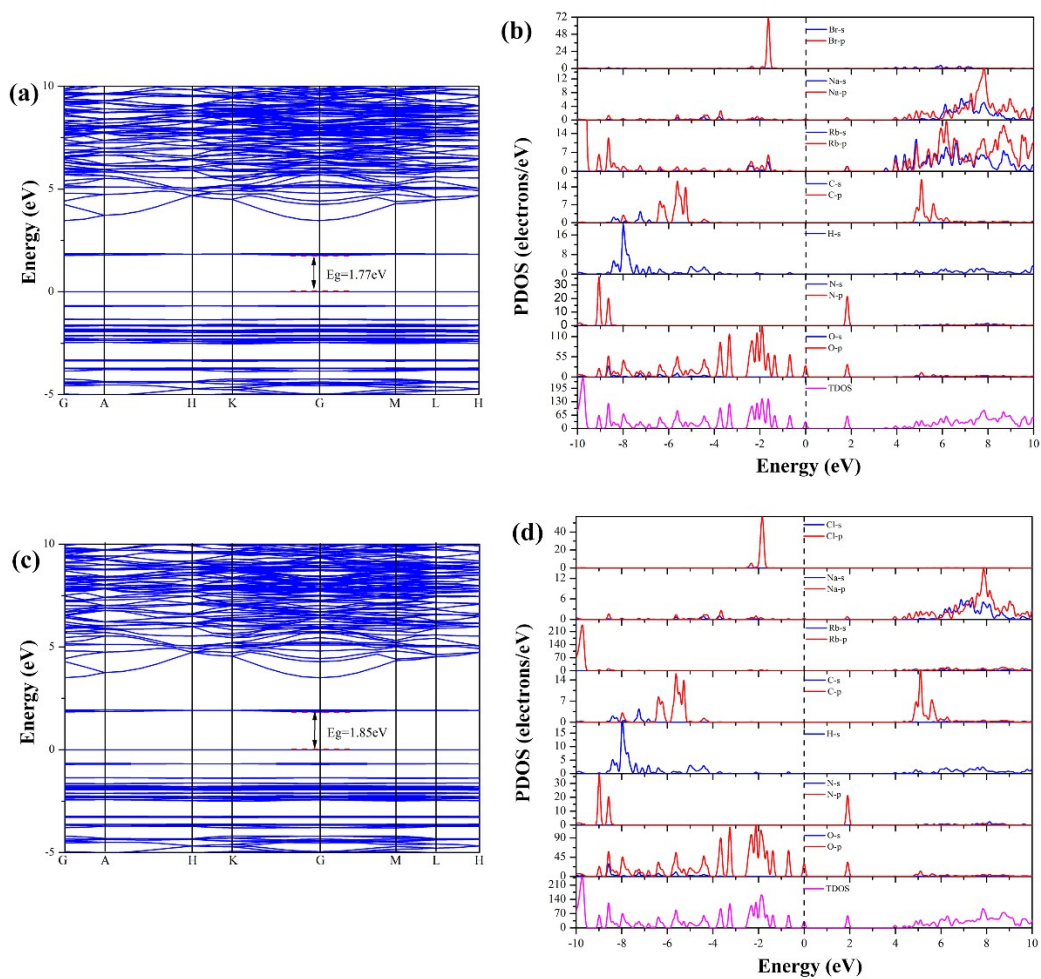 (a)
Energy (eV)
10
5
0
-5
Eg=1.77eV
G A H K G M L H
(b)
PDOS (electrons/eV)
72
48
24
0
Br-s
Br-p
12
8
4
0
Na-s
Na-p
14
7
0
Rb-s
Rb-p
14
7
0
C-s
C-p
16
8
0
H-s
30
20
10
0
N-s
N-p
110
55
0
O-s
O-p
195
130
65
0
TDOS
-10 -8 -6 -4 -2 0 2 4 6 8 10
Energy (eV)
(c)
Energy (eV)
10
5
0
-5
Eg=1.85eV
G A H K G M L H
(d)
PDOS (electrons/eV)
50
25
0
Cl-s
Cl-p
12
6
0
Na-s
Na-p
210
140
70
0
Rb-s
Rb-p
14
7
0
C-s
C-p
15
10
5
0
H-s
30
20
10
0
N-s
N-p
90
45
0
O-s
O-p
210
140
70
0
TDOS
-10 -8 -6 -4 -2 0 2 4 6 8 10
Energy (eV)